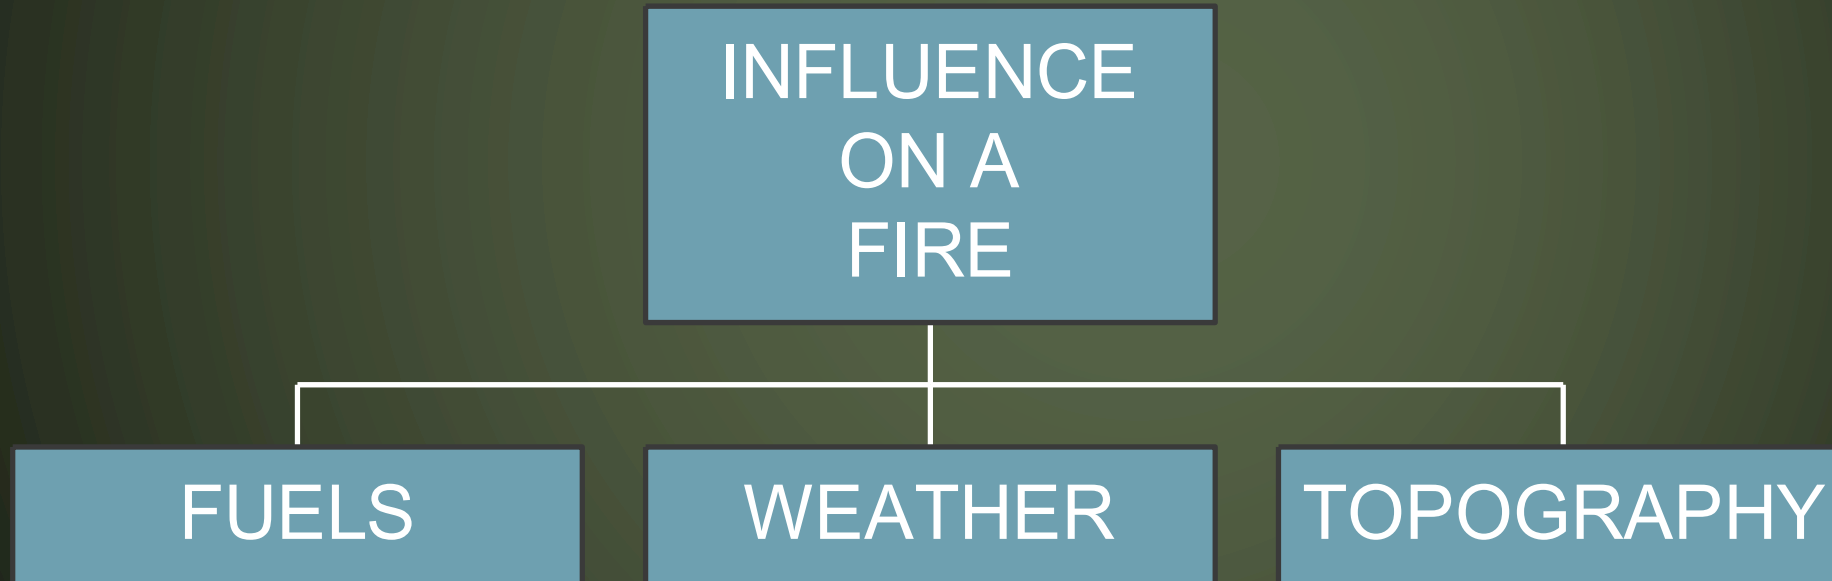 INFLUENCE
ON A
FIRE
FUELS
WEATHER
TOPOGRAPHY